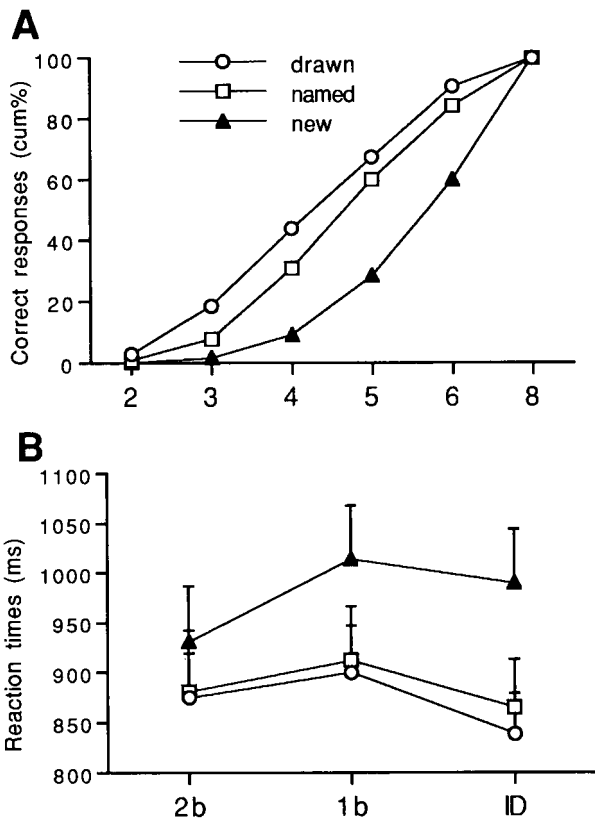 A
Correct responses (cum%)
100
80
60
40
20
0
drawn
named
new
2 3 4 5 6 8
B
Reaction times (ms)
1100
1050
1000
950
900
850
800
2b 1b ID